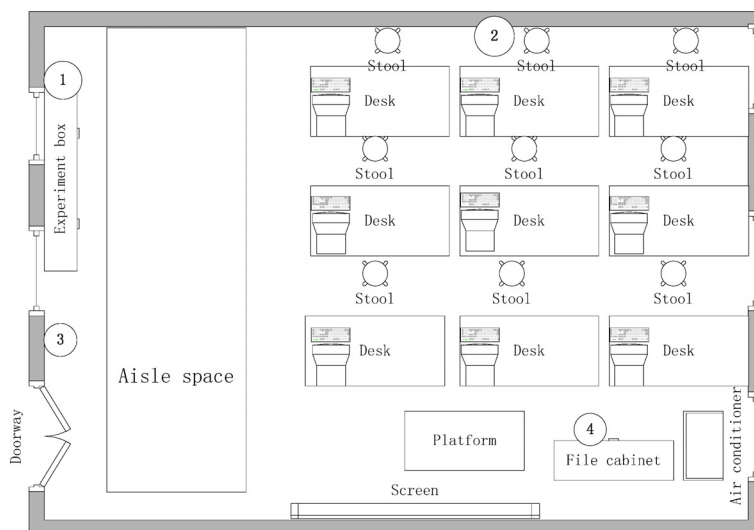 2
1
Stool
Stool
Stool
Desk
Desk
Desk
Experiment box
Stool
Stool
Stool
Desk
Desk
Desk
Stool
Stool
Stool
3
Desk
Desk
Desk
Aisle space
Doorway
4
Platform
File cabinet
Air conditioner
Screen